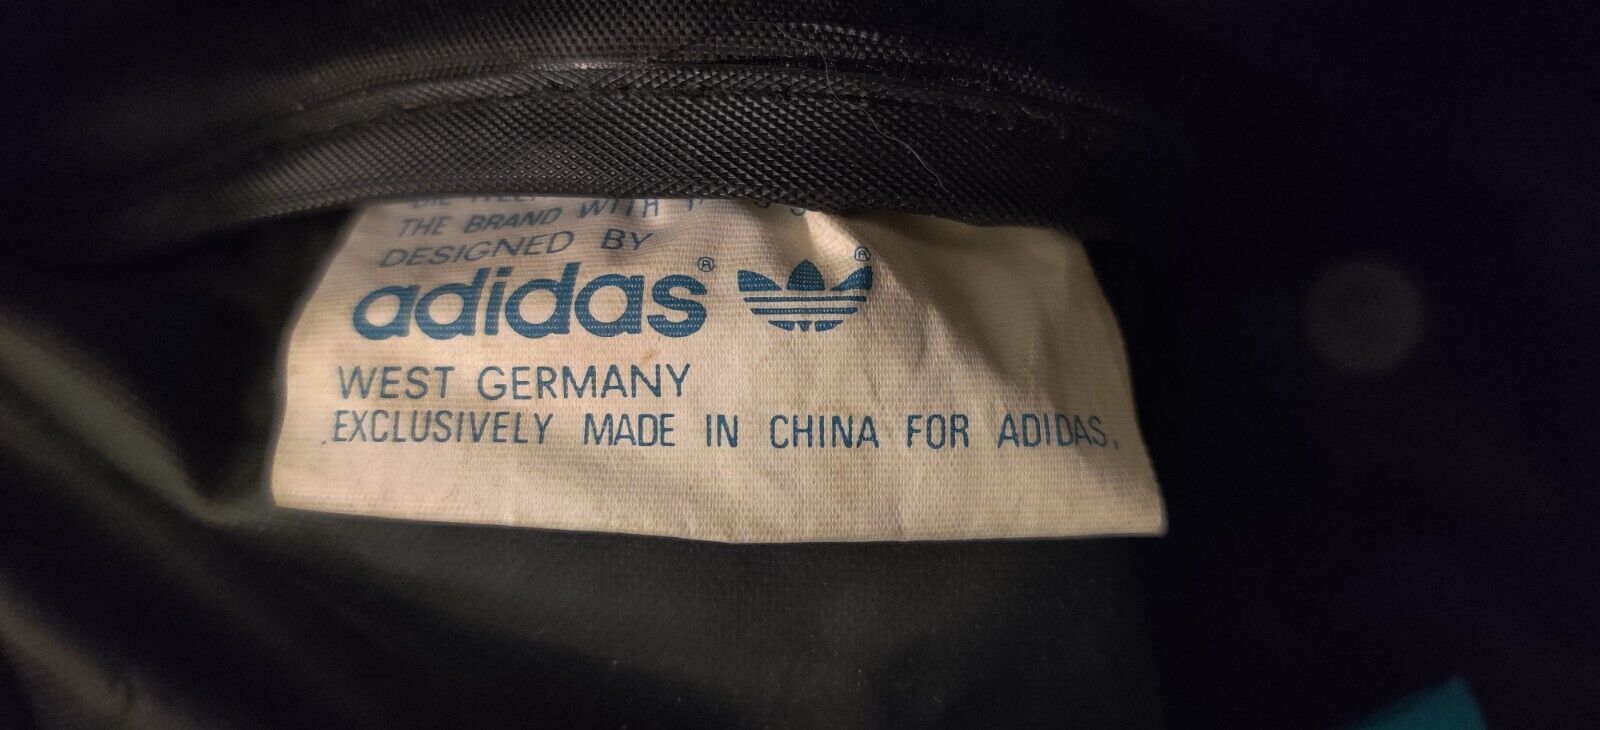 THE BRAND WITH
DESIGNED BY
adidas® ®
WEST GERMANY
EXCLUSIVELY MADE IN CHINA FOR ADIDAS.